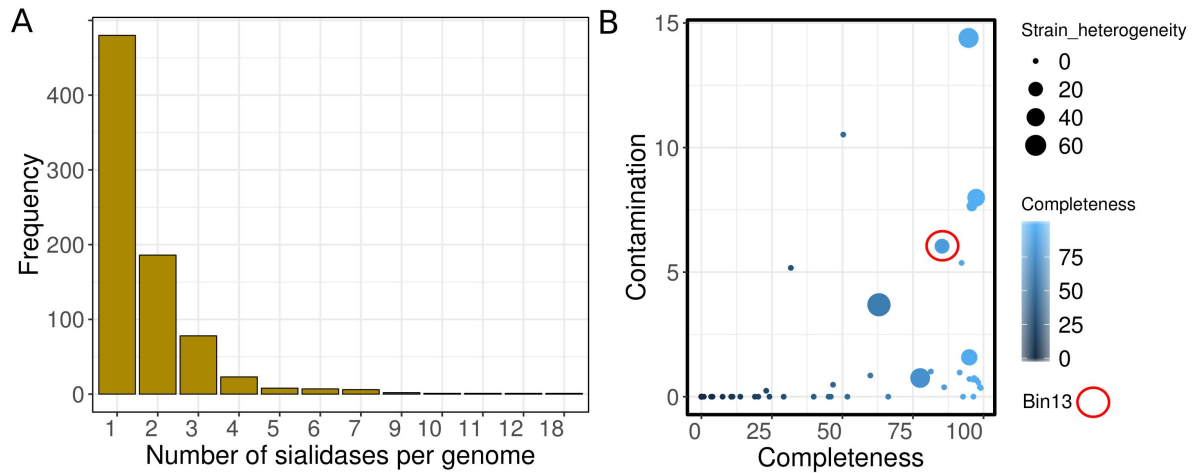 A
Frequency
400
300
200
100
0
1 2 3 4 5 6 7 9 10 11 12 18
Number of sialidases per genome
B
Contamination
15
10
5
0
0 25 50 75 100
Completeness
Strain_heterogeneity
0
20
40
60
Completeness
75
50
25
0
Bin13